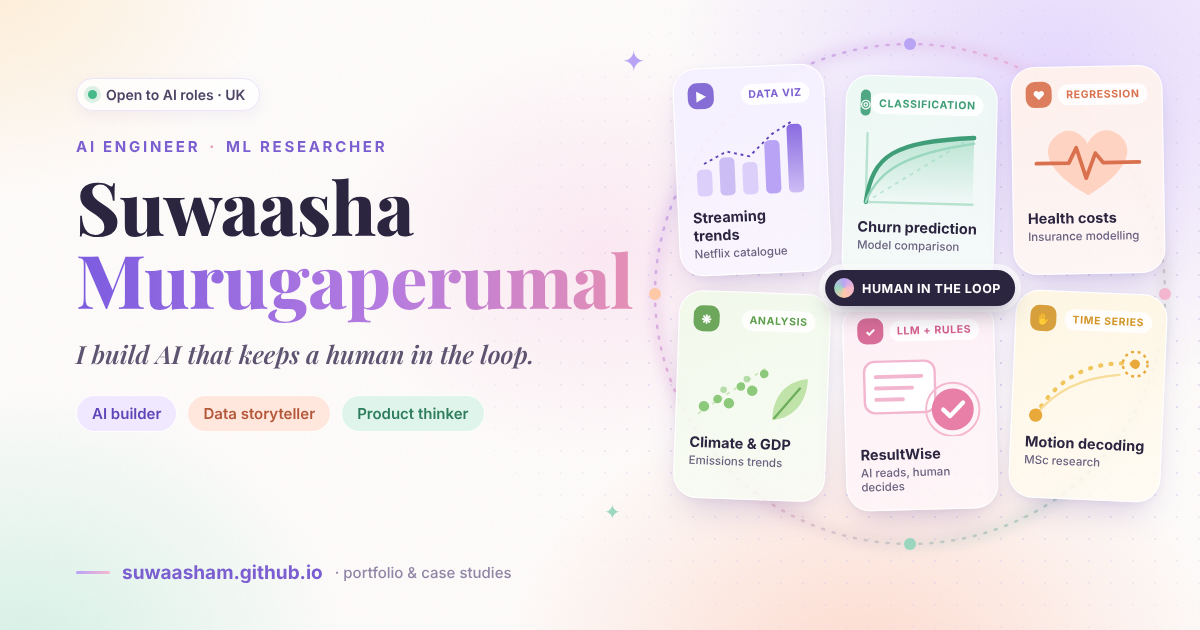 Open to AI roles · UK
AI ENGINEER · ML RESEARCHER
Suwaasha
Murugaperumal
I build AI that keeps a human in the loop.
AI builder
Data storyteller
Product thinker
suwaasham.github.io · portfolio & case studies
DATA VIZ
Streaming
trends
Netflix catalogue
CLASSIFICATION
Churn prediction
Model comparison
REGRESSION
Health costs
Insurance modelling
HUMAN IN THE LOOP
ANALYSIS
Climate & GDP
Emissions trends
LLM + RULES
ResultWise
AI reads, human
decides
TIME SERIES
Motion decoding
MSc research